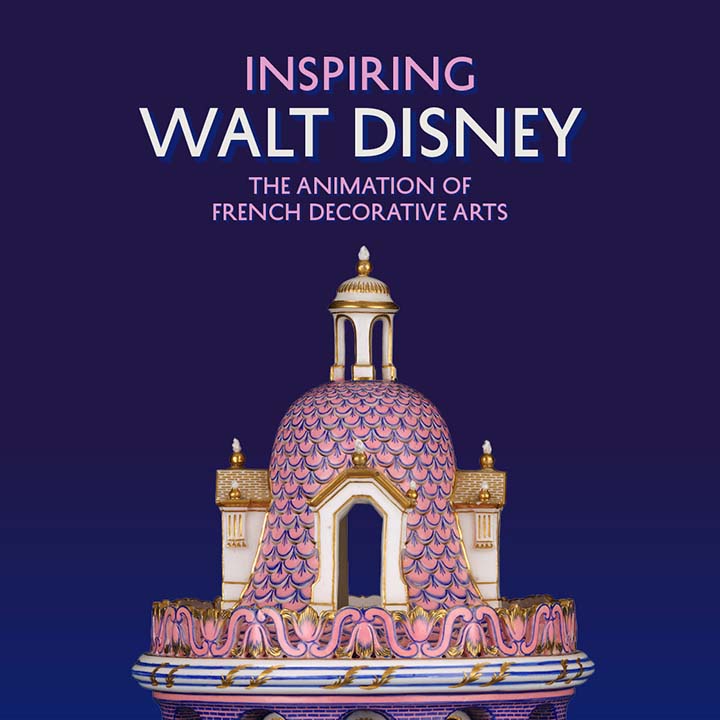 INSPIRING
WALT DISNEY
THE ANIMATION OF
FRENCH DECORATIVE ARTS